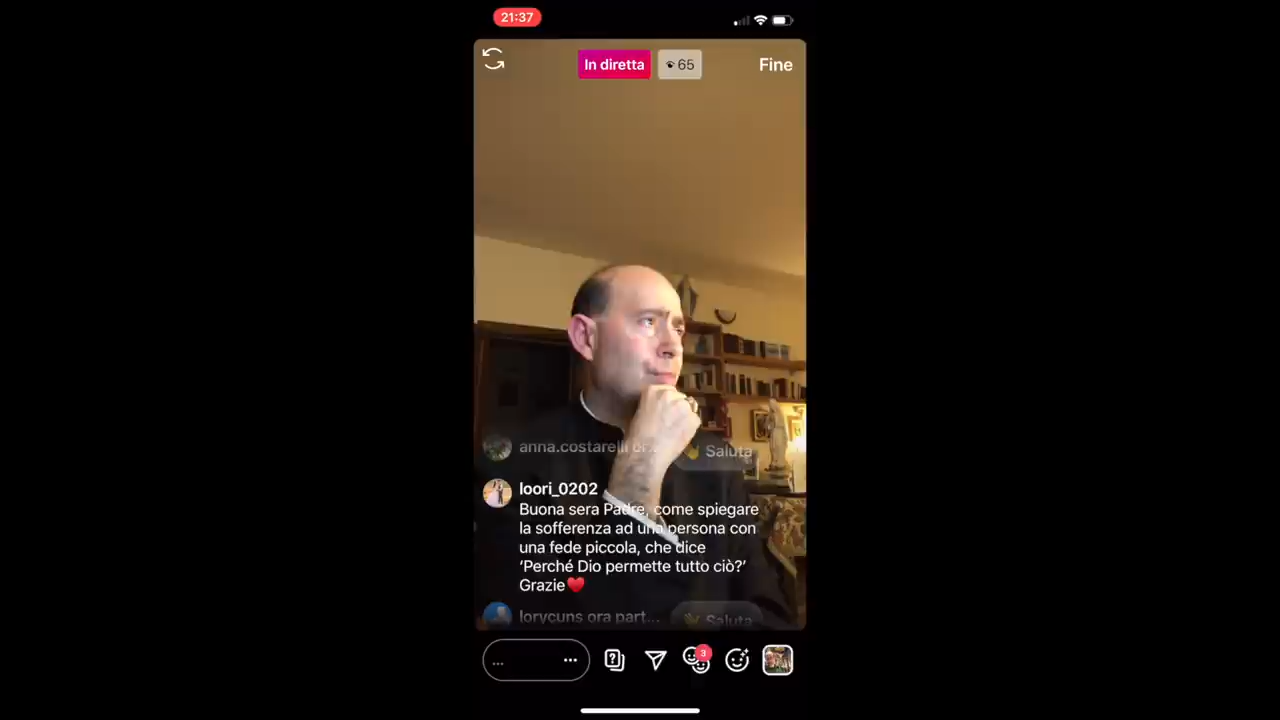 21:37
In diretta
65
Fine
anna.costarelli or...
Saluta
loori_0202
Buona sera Padre, come spiegare
la sofferenza ad una persona con
una fede piccola, che dice
‘Perché Dio permette tutto ciò?’
Grazie❤️
lorycuns ora part...
Saluta
...
3